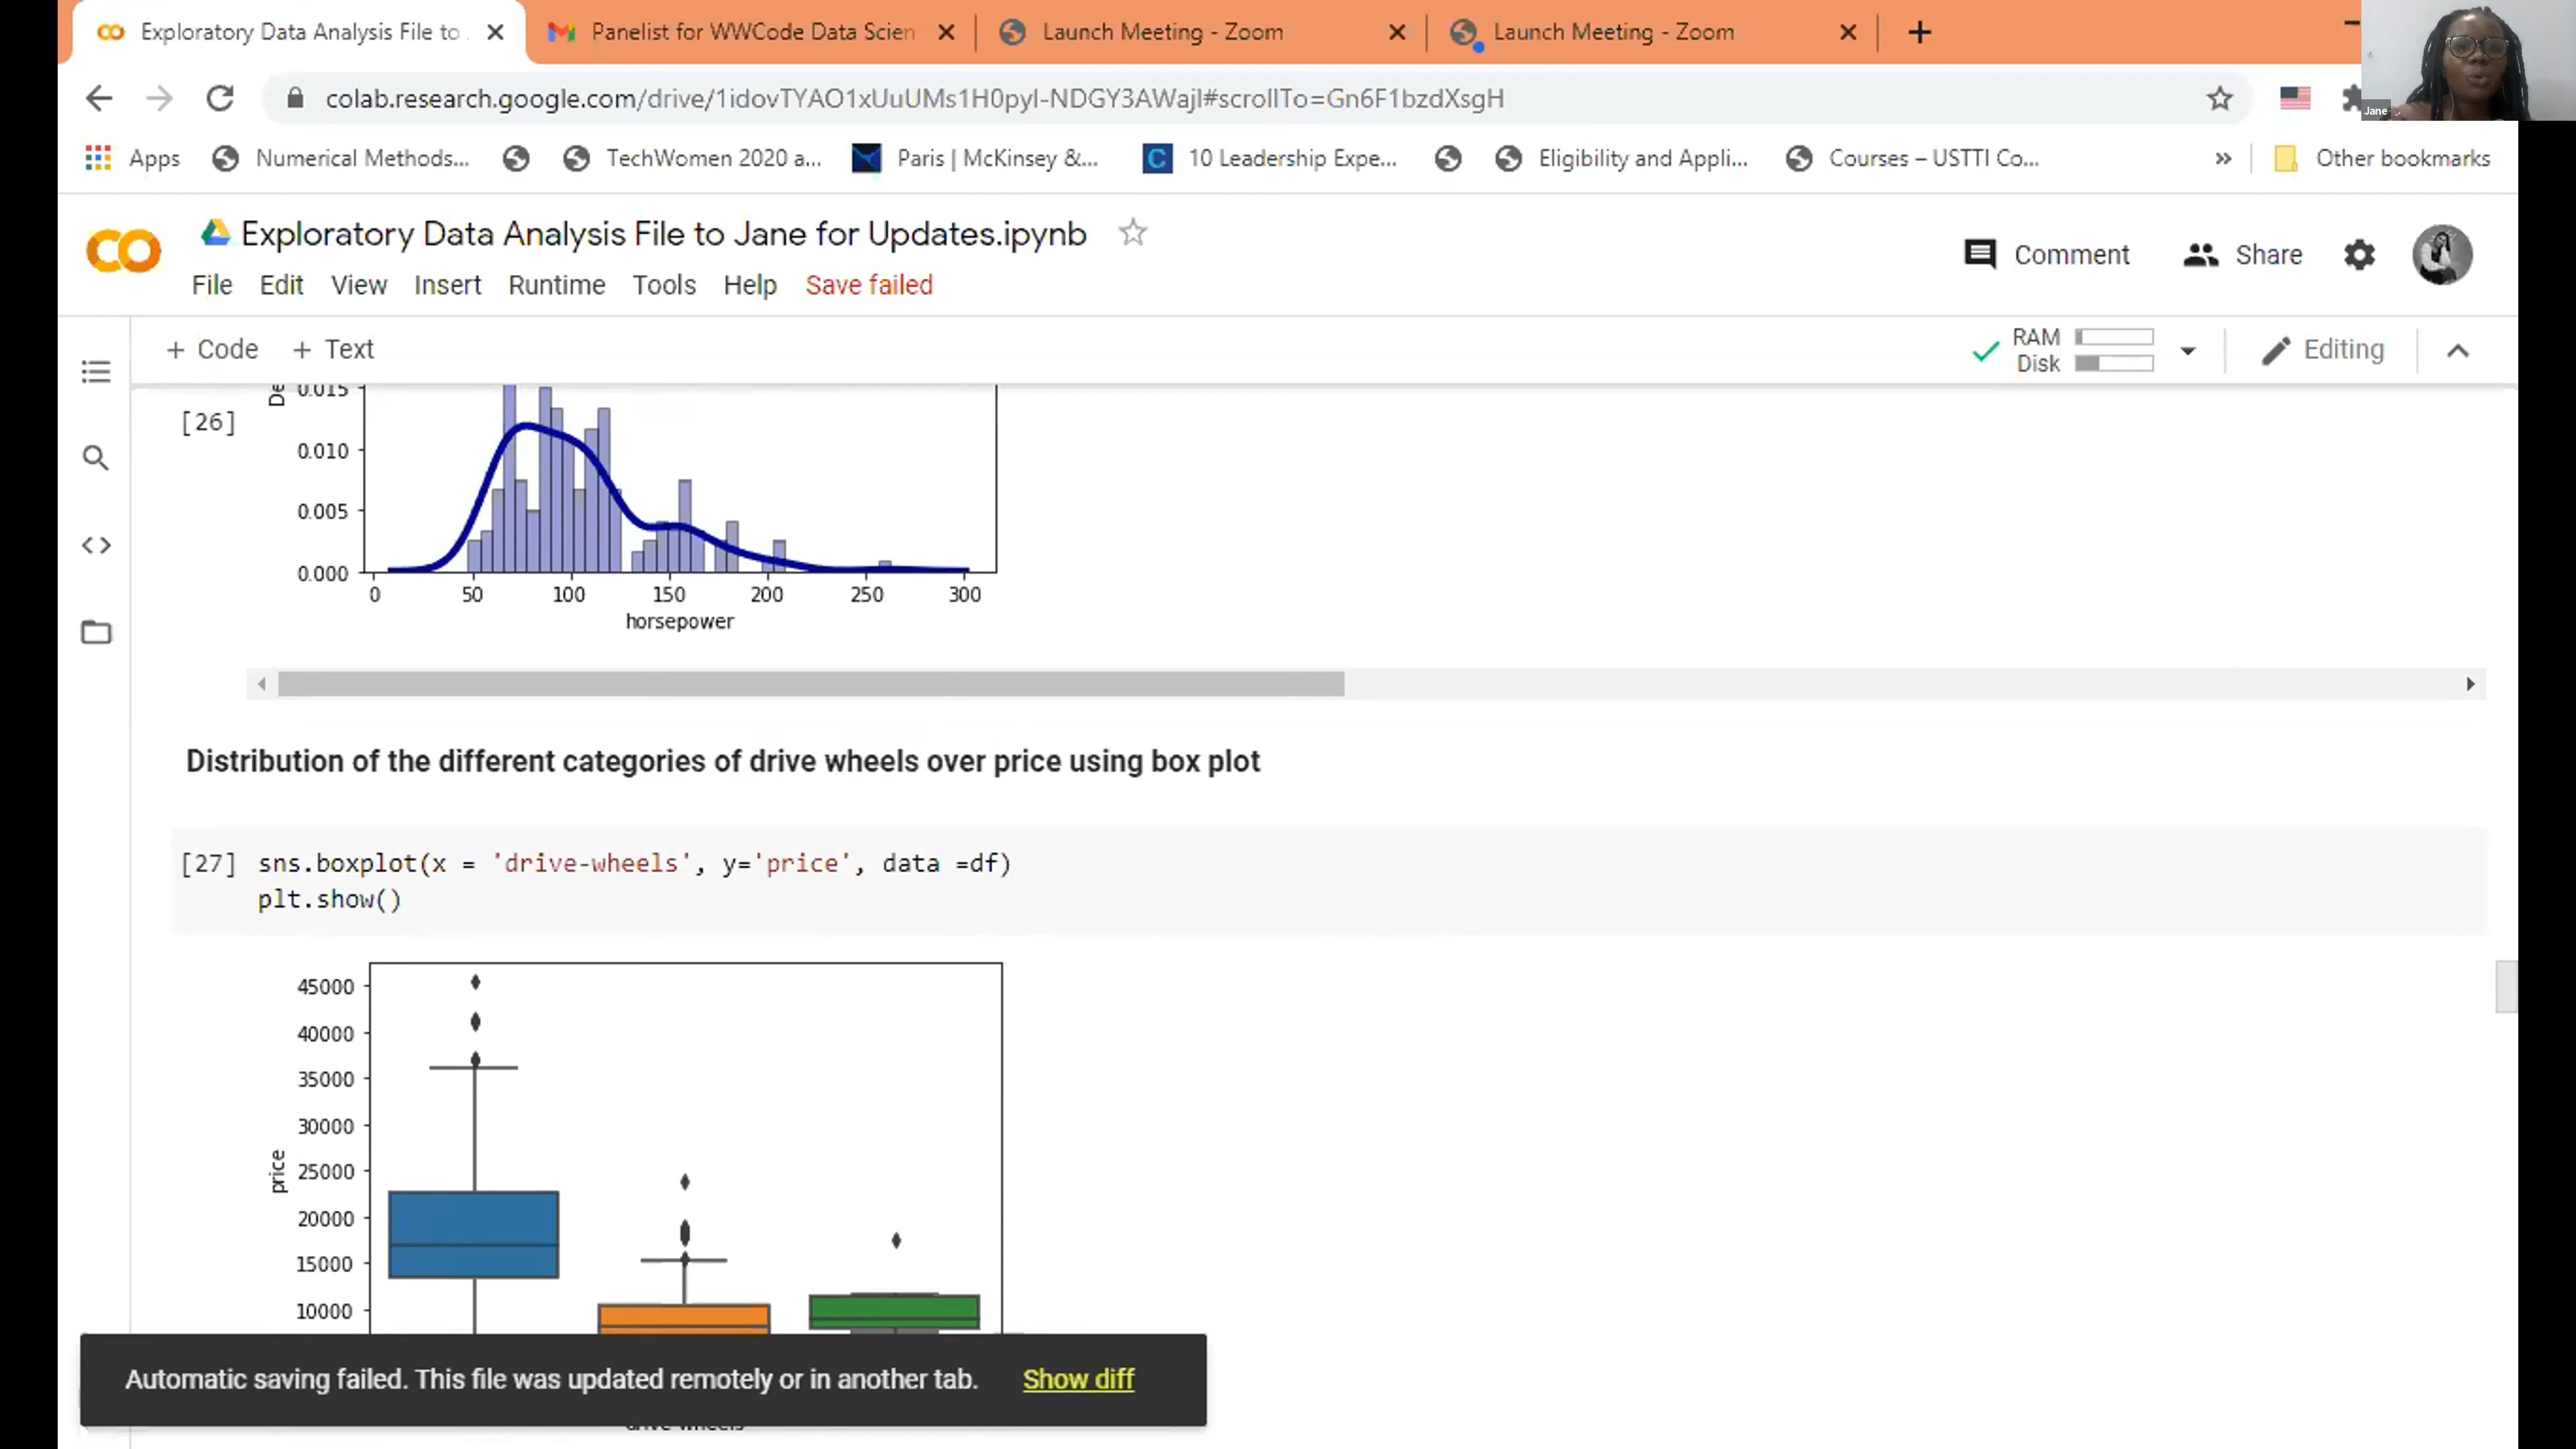 Exploratory Data Analysis File to
Panelist for WWCode Data Scien
Launch Meeting - Zoom
Launch Meeting - Zoom
colab.research.google.com/drive/1idovTYAO1xUuUMs1H0pyl-NDGY3AWajl#scrollTo=Gn6F1bzdXsgH
Jane
Apps
Numerical Methods...
TechWomen 2020 a...
Paris | McKinsey &...
10 Leadership Expe...
Eligibility and Appli...
Courses – USTTI Co...
Other bookmarks
Exploratory Data Analysis File to Jane for Updates.ipynb
File Edit View Insert Runtime Tools Help Save failed
Comment
Share
+ Code + Text
RAM
Disk
Editing
[26]
De
0.015
0.010
0.005
0.000
0 50 100 150 200 250 300
horsepower
Distribution of the different categories of drive wheels over price using box plot
[27] sns.boxplot(x = 'drive-wheels', y='price', data =df)
plt.show()
45000
40000
35000
30000
25000
20000
15000
10000
price
Automatic saving failed. This file was updated remotely or in another tab. Show diff